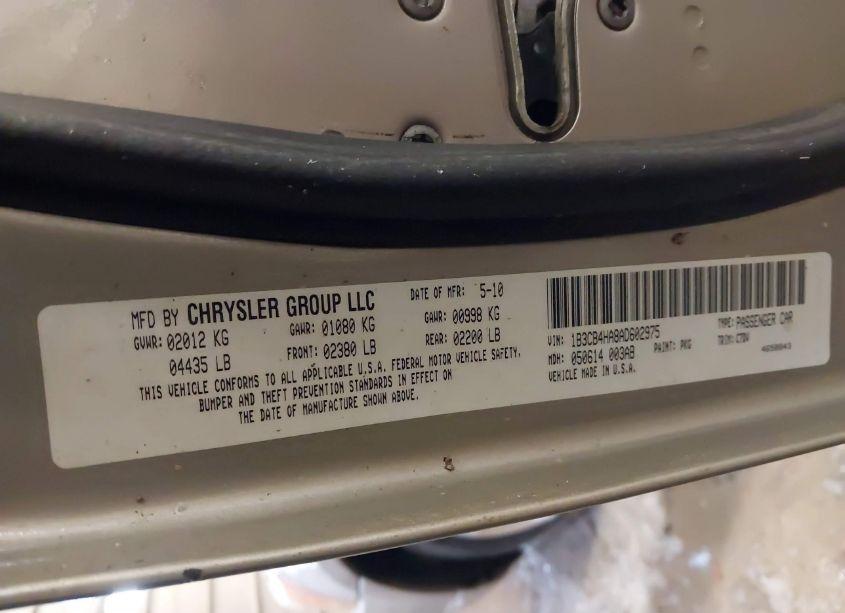 MFD BY CHRYSLER GROUP LLC
DATE OF MFR: 5-10
GVWR: 02012 KG
GAWR: 01080 KG
GAWR: 00998 KG
04435 LB
FRONT: 02380 LB
REAR: 02200 LB
THIS VEHICLE CONFORMS TO ALL APPLICABLE U.S.A. FEDERAL MOTOR VEHICLE SAFETY,
BUMPER AND THEFT PREVENTION STANDARDS IN EFFECT ON
THE DATE OF MANUFACTURE SHOWN ABOVE.
VIN: 1B3CB4HA8AD602975
TYPE: PASSENGER CAR
MDH: 050614 003AB
PAINT: PKG
TRIM: C7DV
VEHICLE MADE IN U.S.A.